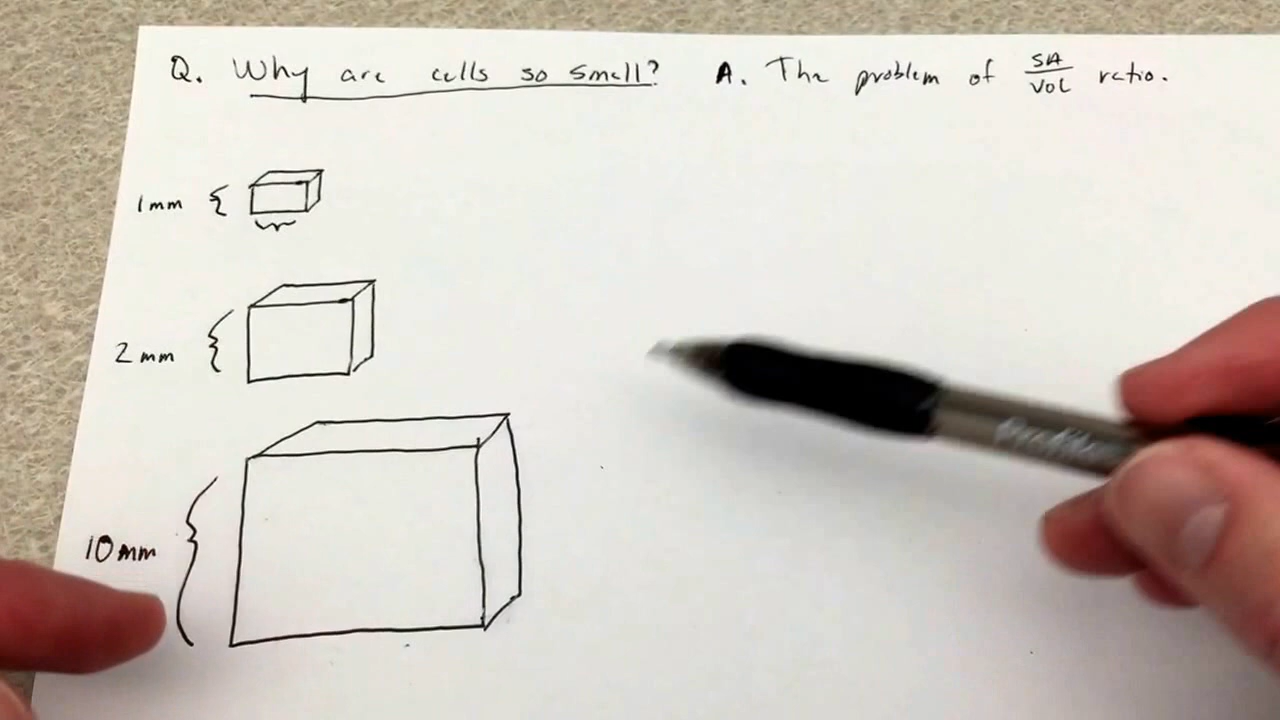 Q. Why are cells so small? A. The problem of SA/VOL ratio.
1mm
2mm
10mm